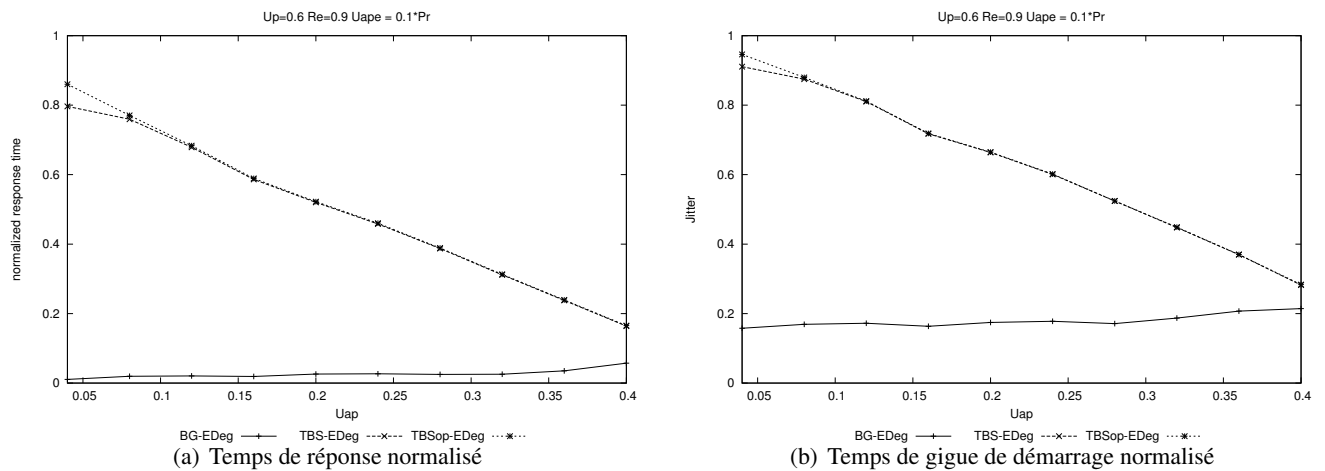 Up=0.6 Re=0.9 Uape = 0.1*Pr
normalized response time
1
0.8
0.6
0.4
0.2
0
0.05 0.1 0.15 0.2 0.25 0.3 0.35 0.4
Uap
BG-EDeg TBS-EDeg TBSop-EDeg
(a) Temps de réponse normalisé
Up=0.6 Re=0.9 Uape = 0.1*Pr
Jitter
1
0.8
0.6
0.4
0.2
0
0.05 0.1 0.15 0.2 0.25 0.3 0.35 0.4
Uap
BG-EDeg TBS-EDeg TBSop-EDeg
(b) Temps de gigue de démarrage normalisé